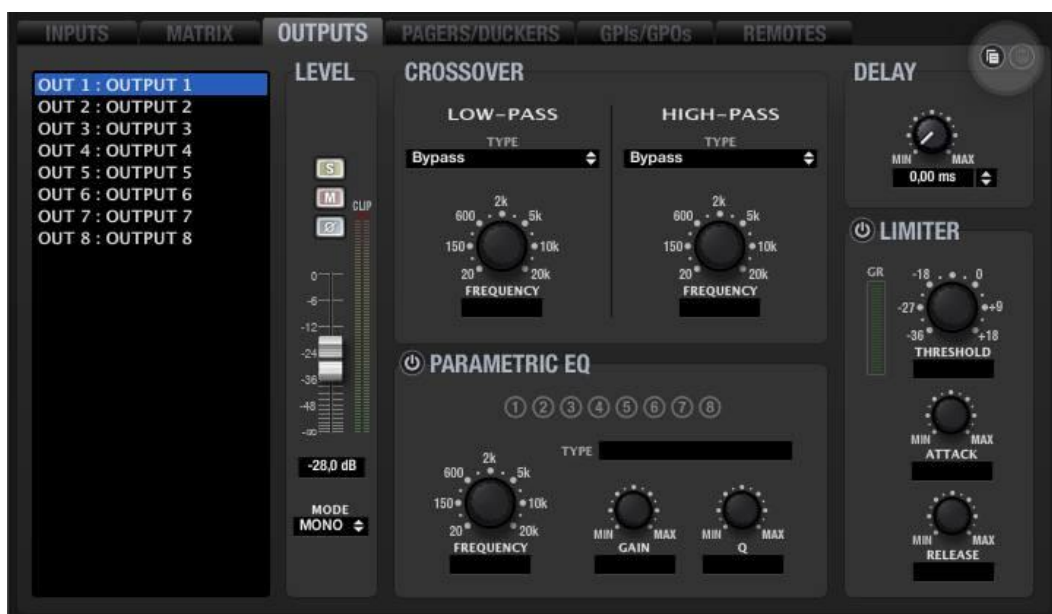 INPUTS MATRIX OUTPUTS PAGERS/DUCKERS GPIs/GPOs REMOTES
OUT 1 : OUTPUT 1
OUT 2 : OUTPUT 2
OUT 3 : OUTPUT 3
OUT 4 : OUTPUT 4
OUT 5 : OUTPUT 5
OUT 6 : OUTPUT 6
OUT 7 : OUTPUT 7
OUT 8 : OUTPUT 8
LEVEL
S
M
Ø
CLIP
0
-6
-12
-24
-36
-48
-∞
-28,0 dB
MODE
MONO
CROSSOVER
LOW-PASS
TYPE
Bypass
2k
600 5k
150 10k
20 20k
FREQUENCY
HIGH-PASS
TYPE
Bypass
2k
600 5k
150 10k
20 20k
FREQUENCY
PARAMETRIC EQ
1 2 3 4 5 6 7 8
TYPE
2k
600 5k
150 10k
20 20k
FREQUENCY
MIN MAX
GAIN
MIN MAX
Q
DELAY
MIN MAX
0,00 ms
LIMITER
GR
-18 0
-27 +9
-36 +18
THRESHOLD
MIN MAX
ATTACK
MIN MAX
RELEASE